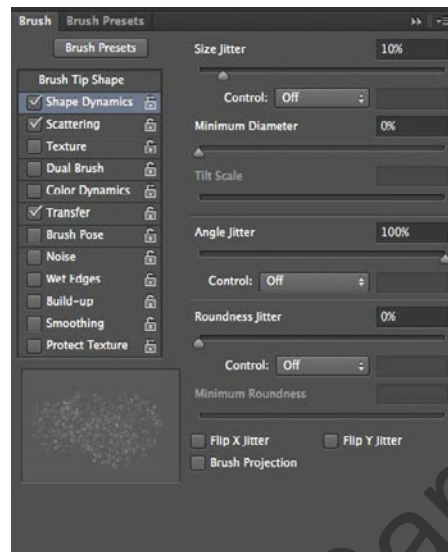 Brush Brush Presets
Brush Presets
Brush Tip Shape
Shape Dynamics
Scattering
Texture
Dual Brush
Color Dynamics
Transfer
Brush Pose
Noise
Wet Edges
Build-up
Smoothing
Protect Texture
Size Jitter 10%
Control: Off
Minimum Diameter 0%
Tilt Scale
Angle Jitter 100%
Control: Off
Roundness Jitter 0%
Control: Off
Minimum Roundness
Flip X Jitter Flip Y Jitter
Brush Projection